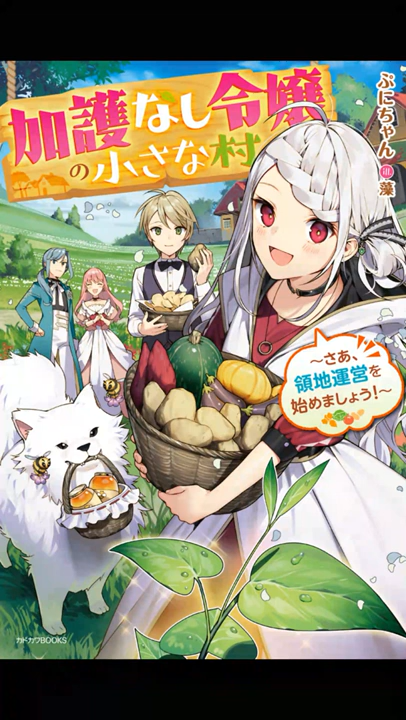 加護なし令嬢
の小さな村
ぷにちゃん
ill. 藻
〜さあ、
領地運営を
始めましょう!〜
カドカワBOOKS